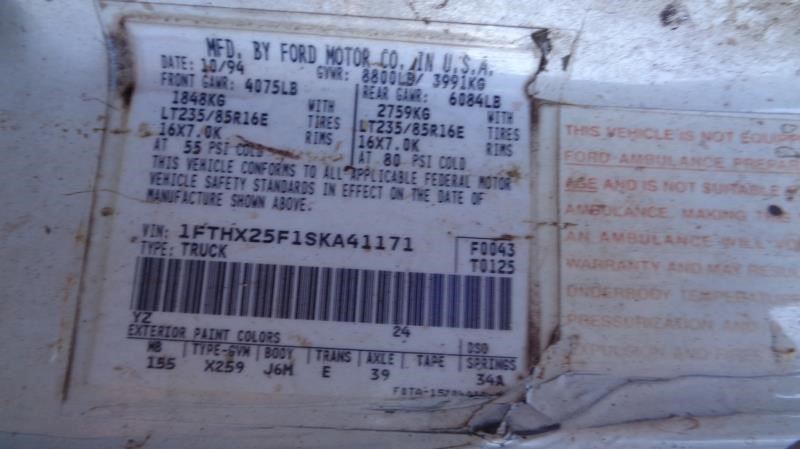 MFD. BY FORD MOTOR CO. IN U.S.A.
DATE: 10/94 GVWR: 8800LB/ 3991KG
FRONT GAWR: 4075LB REAR GAWR: 6084LB
1848KG WITH 2759KG WITH
LT235/85R16E TIRES LT235/85R16E TIRES
16X7.0K RIMS 16X7.0K RIMS
AT 55 PSI COLD AT 80 PSI COLD
THIS VEHICLE CONFORMS TO ALL APPLICABLE FEDERAL MOTOR
VEHICLE SAFETY STANDARDS IN EFFECT ON THE DATE OF
MANUFACTURE SHOWN ABOVE.
VIN: 1FTHX25F1SKA41171 F0043
TYPE: TRUCK T0125
YZ 24
EXTERIOR PAINT COLORS DSO
WB TYPE-GVW BODY TRANS AXLE TAPE SPRINGS
155 X259 J6M E 39 34A
THIS VEHICLE IS NOT
FORD AMBULANCE
AGE AND IS NOT SUITABLE
AMBULANCE. MAKING THE
AN AMBULANCE WILL
WARRANTY AND MAY
UNDERBODY
PRESSURIZATION AND